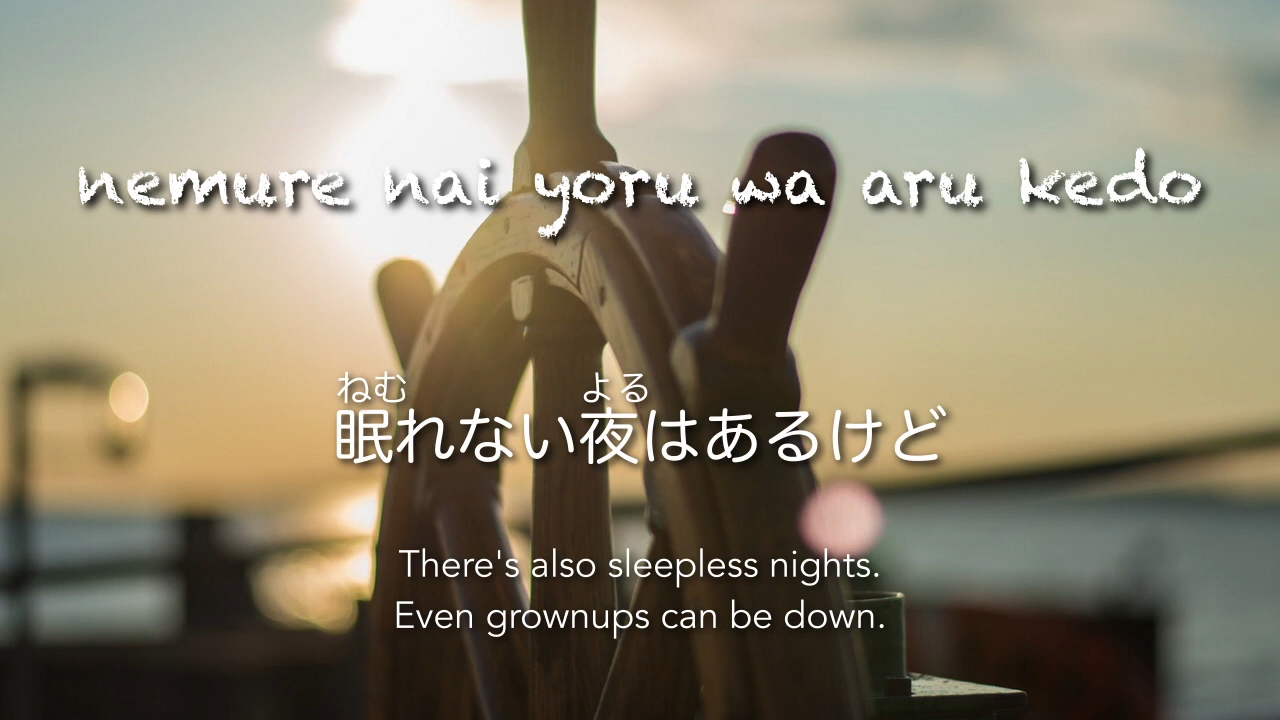 nemure nai yoru wa aru kedo
ねむ よる
眠れない夜はあるけど
There's also sleepless nights.
Even grownups can be down.